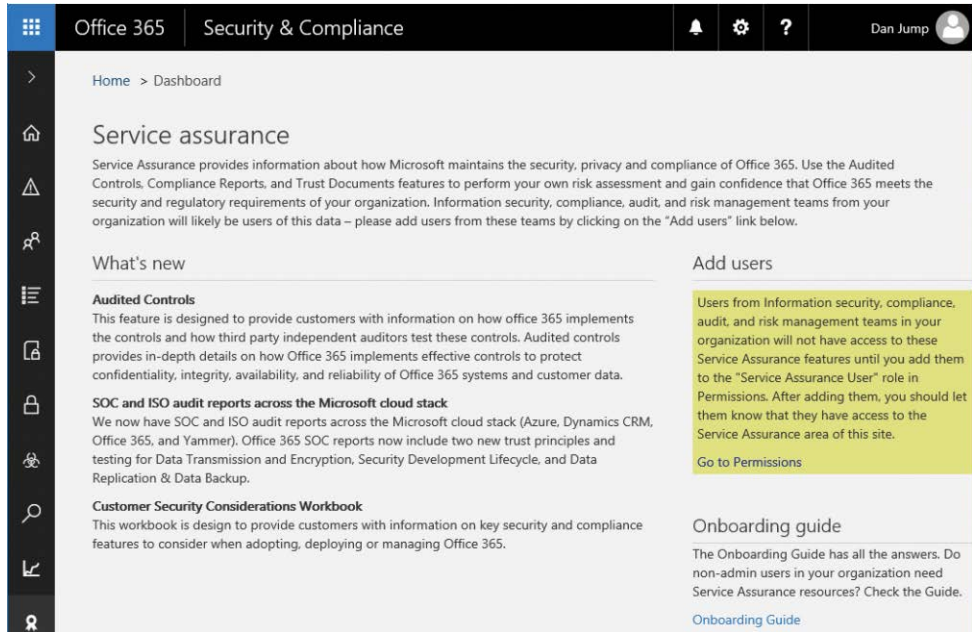 Office 365
Security & Compliance
?
Dan Jump
Home > Dashboard
Service assurance
Service Assurance provides information about how Microsoft maintains the security, privacy and compliance of Office 365. Use the Audited
Controls, Compliance Reports, and Trust Documents features to perform your own risk assessment and gain confidence that Office 365 meets the
security and regulatory requirements of your organization. Information security, compliance, audit, and risk management teams from your
organization will likely be users of this data – please add users from these teams by clicking on the "Add users" link below.
What's new
Audited Controls
This feature is designed to provide customers with information on how office 365 implements
the controls and how third party independent auditors test these controls. Audited controls
provides in-depth details on how Office 365 implements effective controls to protect
confidentiality, integrity, availability, and reliability of Office 365 systems and customer data.
SOC and ISO audit reports across the Microsoft cloud stack
We now have SOC and ISO audit reports across the Microsoft cloud stack (Azure, Dynamics CRM,
Office 365, and Yammer). Office 365 SOC reports now include two new trust principles and
testing for Data Transmission and Encryption, Security Development Lifecycle, and Data
Replication & Data Backup.
Customer Security Considerations Workbook
This workbook is design to provide customers with information on key security and compliance
features to consider when adopting, deploying or managing Office 365.
Add users
Users from Information security, compliance,
audit, and risk management teams in your
organization will not have access to these
Service Assurance features until you add them
to the "Service Assurance User" role in
Permissions. After adding them, you should let
them know that they have access to the
Service Assurance area of this site.
Go to Permissions
Onboarding guide
The Onboarding Guide has all the answers. Do
non-admin users in your organization need
Service Assurance resources? Check the Guide.
Onboarding Guide